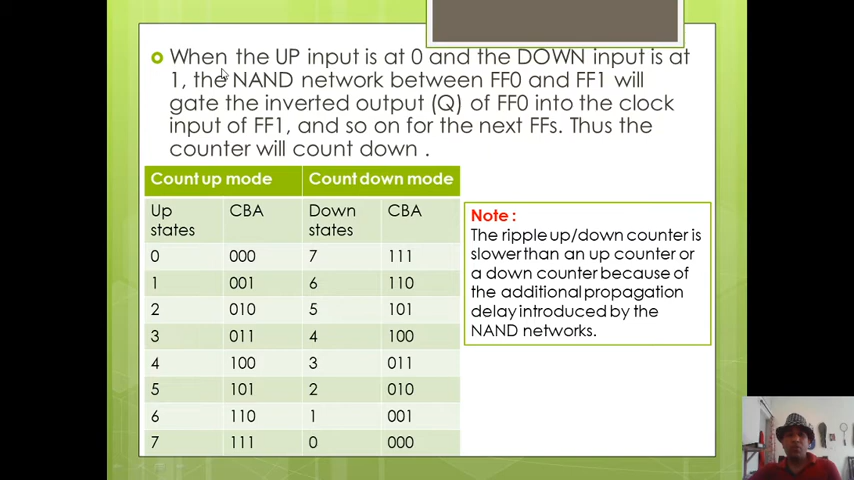 When the UP input is at 0 and the DOWN input is at
1, the NAND network between FF0 and FF1 will
gate the inverted output (Q) of FF0 into the clock
input of FF1, and so on for the next FFs. Thus the
counter will count down .
Count up mode Count down mode
Up states CBA Down states CBA
0 000 7 111
1 001 6 110
2 010 5 101
3 011 4 100
4 100 3 011
5 101 2 010
6 110 1 001
7 111 0 000
Note :
The ripple up/down counter is
slower than an up counter or
a down counter because of
the additional propagation
delay introduced by the
NAND networks.